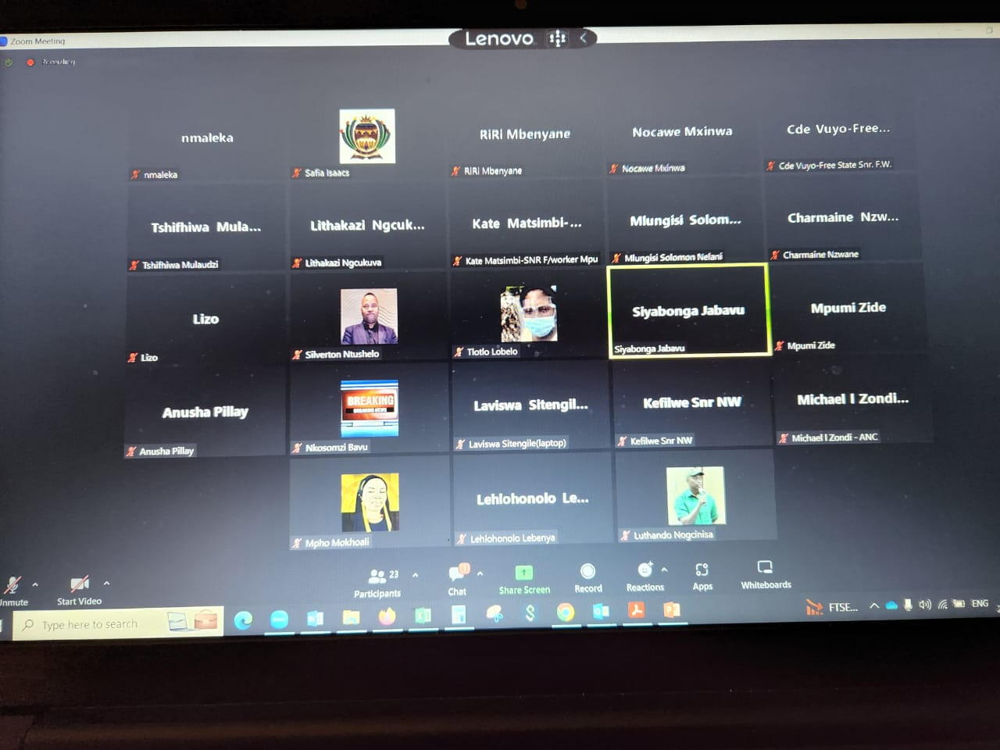 Zoom Meeting
Lenovo
Recording
nmaleka
nmaleka
Safia Isaacs
RiRi Mbenyane
RiRi Mbenyane
Nocawe Mxinwa
Nocawe Mxinwa
Cde Vuyo-Free...
Cde Vuyo-Free State Snr. F.W.
Tshifhiwa Mula...
Tshifhiwa Mulaudzi
Lithakazi Ngcuk...
Lithakazi Ngcukuva
Kate Matsimbi-...
Kate Matsimbi-SNR F/worker Mpu
Mlungisi Solom...
Mlungisi Solomon Nelani
Charmaine Nzw...
Charmaine Nzwane
Lizo
Lizo
Silverton Ntushelo
Tlotlo Lobelo
Siyabonga Jabavu
Siyabonga Jabavu
Mpumi Zide
Mpumi Zide
Anusha Pillay
Anusha Pillay
BREAKING
BREAKING NEWS
Nkosomzi Bavu
Laviswa Sitengil...
Laviswa Sitengile(laptop)
Kefilwe Snr NW
Kefilwe Snr NW
Michael I Zondi...
Michael I Zondi - ANC
Mpho Mokhoali
Lehlohonolo Le...
Lehlohonolo Lebenya
Luthando Nogcinisa
Unmute
Start Video
23
Participants
1
Chat
Share Screen
Record
Reactions
Apps
Whiteboards
Type here to search
FTSE...
ENG